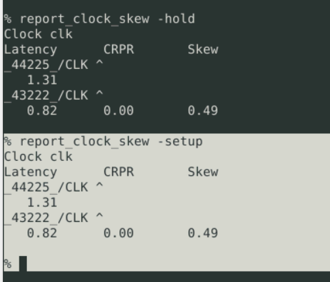 % report_clock_skew -hold
Clock clk
Latency      CRPR       Skew
_44225_/CLK ^
   1.31
_43222_/CLK ^
   0.82      0.00       0.49
% report_clock_skew -setup
Clock clk
Latency      CRPR       Skew
_44225_/CLK ^
   1.31
_43222_/CLK ^
   0.82      0.00       0.49
%